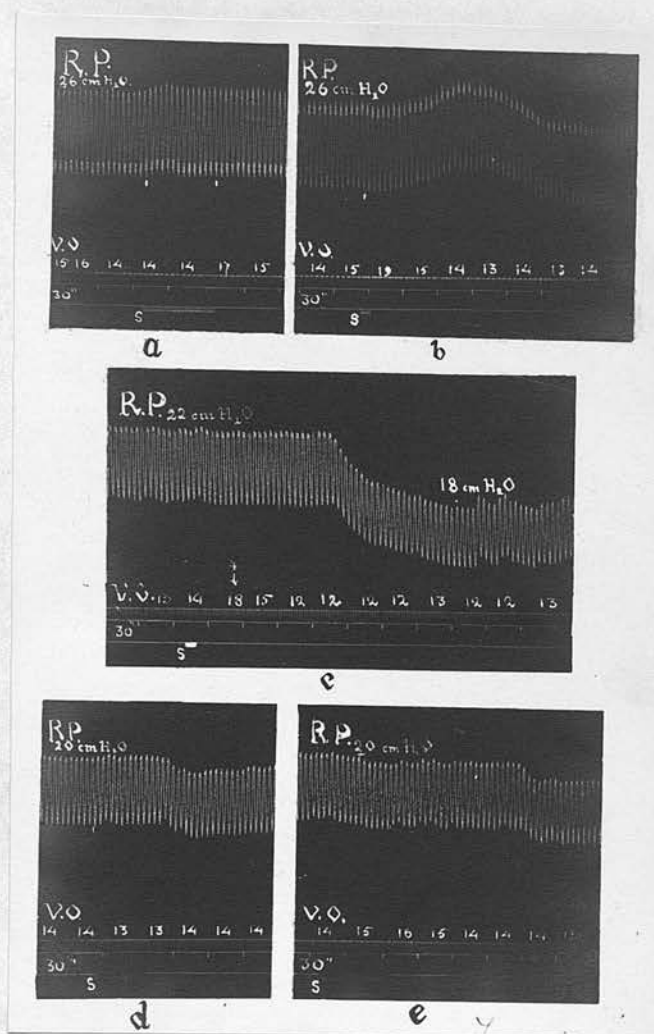 R.P.
26 cm H₂O.
V.O
15 16 14 14 14 17 15
30"
S
a
R.P.
26 cm H₂O
V.O.
14 15 19 15 14 13 14 13 14
30"
S
b
R.P. 22 cm H₂O
18 cm H₂O
V.O. 14 18 15 12 12 12 12 13 12 12 13
30"
S
c
R.P.
20 cm H₂O
V.O
14 14 13 13 14 14 14
30"
S
d
R.P. 20 cm H₂O
V.O.
14 15 16 15 14 14 14
30"
S
e